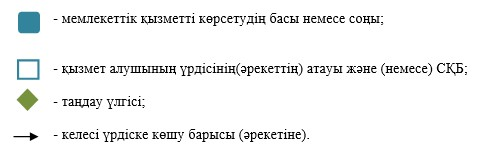 - мемлекеттік қызметті көрсетудің басы немесе соңы;
- қызмет алушының үрдісінің(әрекеттің) атауы және (немесе) СҚБ;
- таңдау үлгісі;
- келесі үрдіске көшу барысы (әрекетіне).